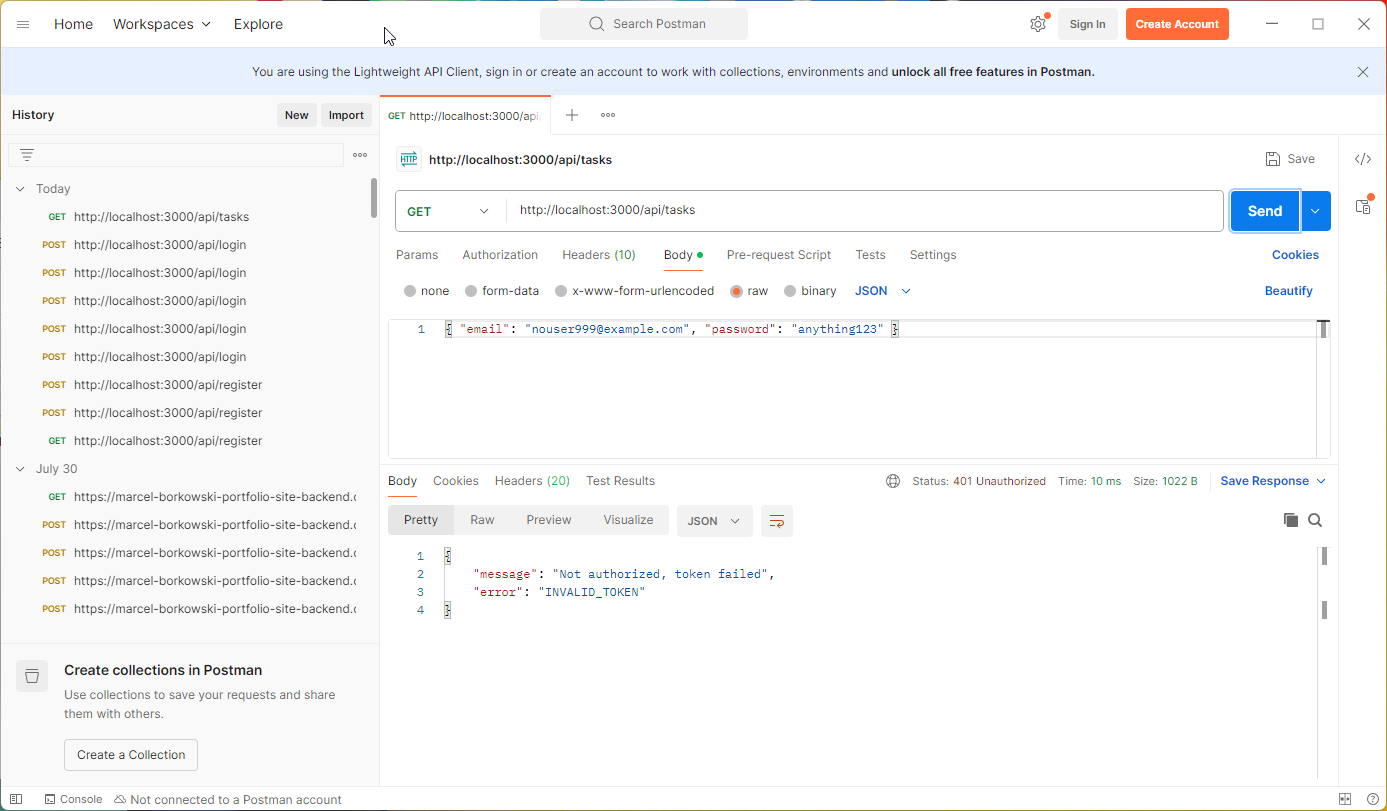 Home Workspaces Explore Search Postman Sign In Create Account
You are using the Lightweight API Client, sign in or create an account to work with collections, environments and unlock all free features in Postman.
History New Import
GET http://localhost:3000/api
Today
GET http://localhost:3000/api/tasks
POST http://localhost:3000/api/login
POST http://localhost:3000/api/login
POST http://localhost:3000/api/login
POST http://localhost:3000/api/login
POST http://localhost:3000/api/login
POST http://localhost:3000/api/register
POST http://localhost:3000/api/register
GET http://localhost:3000/api/register
July 30
GET https://marcel-borkowski-portfolio-site-backend.c
POST https://marcel-borkowski-portfolio-site-backend.c
POST https://marcel-borkowski-portfolio-site-backend.c
POST https://marcel-borkowski-portfolio-site-backend.c
POST https://marcel-borkowski-portfolio-site-backend.c
Create collections in Postman
Use collections to save your requests and share
them with others.
Create a Collection
HTTP http://localhost:3000/api/tasks Save
GET http://localhost:3000/api/tasks Send
Params Authorization Headers (10) Body Pre-request Script Tests Settings Cookies
none form-data x-www-form-urlencoded raw binary JSON Beautify
1 { "email": "nouser999@example.com", "password": "anything123" }
Body Cookies Headers (20) Test Results Status: 401 Unauthorized Time: 10 ms Size: 1022 B Save Response
Pretty Raw Preview Visualize JSON
1 {
2 "message": "Not authorized, token failed",
3 "error": "INVALID_TOKEN"
4 }
Console Not connected to a Postman account